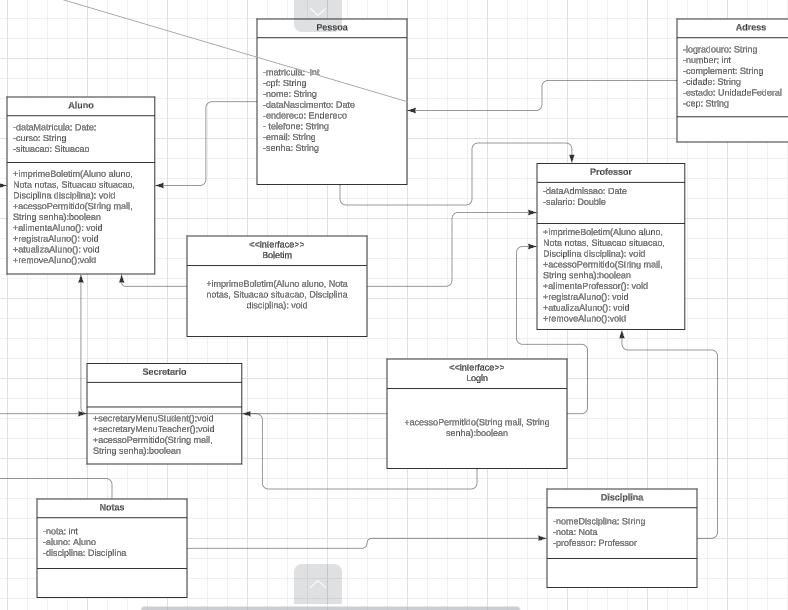 Pessoa
-matricula: int
-cpf: String
-nome: String
-dataNascimento: Date
-endereco: Endereco
- telefone: String
-email: String
-senha: String
Adress
-logradouro: String
-number: int
-complement: String
-cidade: String
-estado: UnidadeFederal
-cep: String
Aluno
-dataMatricula: Date:
-curso: String
-situacao: Situacao
+imprimeBoletim(Aluno aluno,
Nota notas, Situacao situacao,
Disciplina disciplina): void
+acessoPermitido(String mail,
String senha):boolean
+alimentaAluno(): void
+registraAluno(): void
+atualizaAluno(): void
+removeAluno():void
Professor
-dataAdmissao: Date
-salario: Double
+imprimeBoletim(Aluno aluno,
Nota notas, Situacao situacao,
Disciplina disciplina): void
+acessoPermitido(String mail,
String senha):boolean
+alimentaProfessor(): void
+registraAluno(): void
+atualizaAluno(): void
+removeAluno():void
<<interface>>
Boletim
+imprimeBoletim(Aluno aluno, Nota
notas, Situacao situacao, Disciplina
disciplina): void
Secretario
+secretaryMenuStudent():void
+secretaryMenuTeacher():void
+acessoPermitido(String mail,
String senha):boolean
<<interface>>
Login
+acessoPermitido(String mail, String
senha):boolean
Notas
-nota: int
-aluno: Aluno
-disciplina: Disciplina
Disciplina
-nomeDisciplina: String
-nota: Nota
-professor: Professor